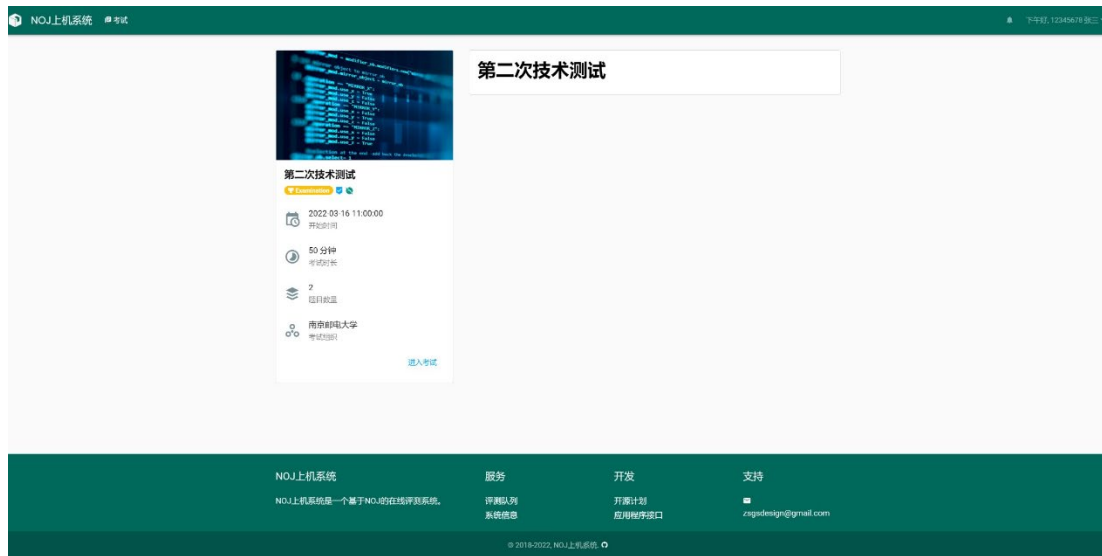 NOJ上机系统 考试
下午好, 12345678 张三
第二次技术测试
第二次技术测试
Examination
2022-03-16 11:00:00
开始时间
50 分钟
考试时长
2
题目数量
南京邮电大学
考试组织
进入考试
NOJ上机系统
NOJ上机系统是一个基于NOJ的在线评测系统。
服务
评测队列
系统信息
开发
开源计划
应用程序接口
支持
zsgsdesign@gmail.com
© 2018-2022, NOJ上机系统.